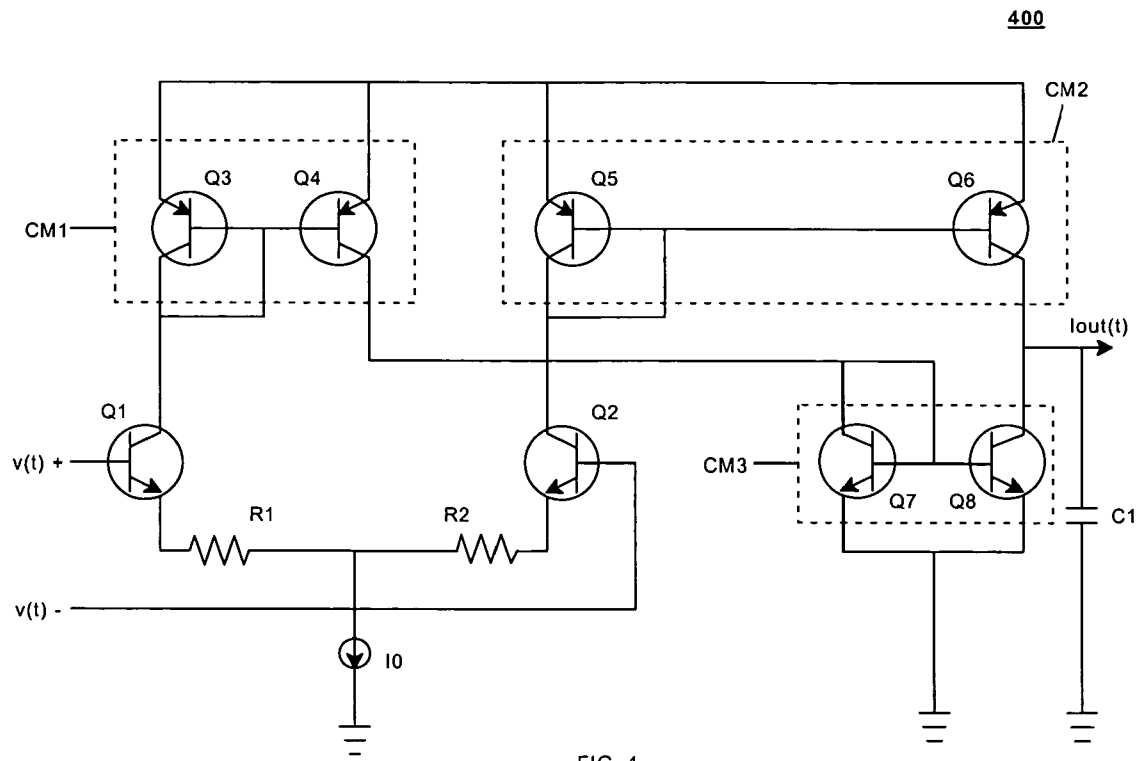 400
CM2
Q3
Q4
Q5
Q6
CM1
Iout(t)
Q1
Q2
v(t) +
CM3
R1
R2
Q7
Q8
C1
v(t) -
I0